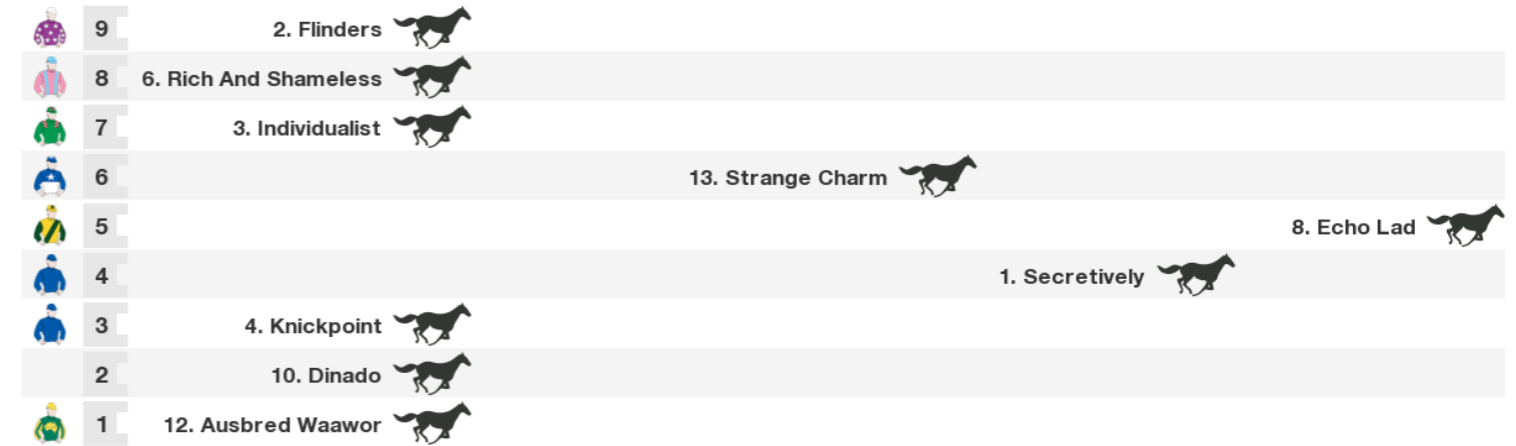 9 2. Flinders
8 6. Rich And Shameless
7 3. Individualist
6 13. Strange Charm
5 8. Echo Lad
4 1. Secretively
3 4. Knickpoint
2 10. Dinado
1 12. Ausbred Waawor